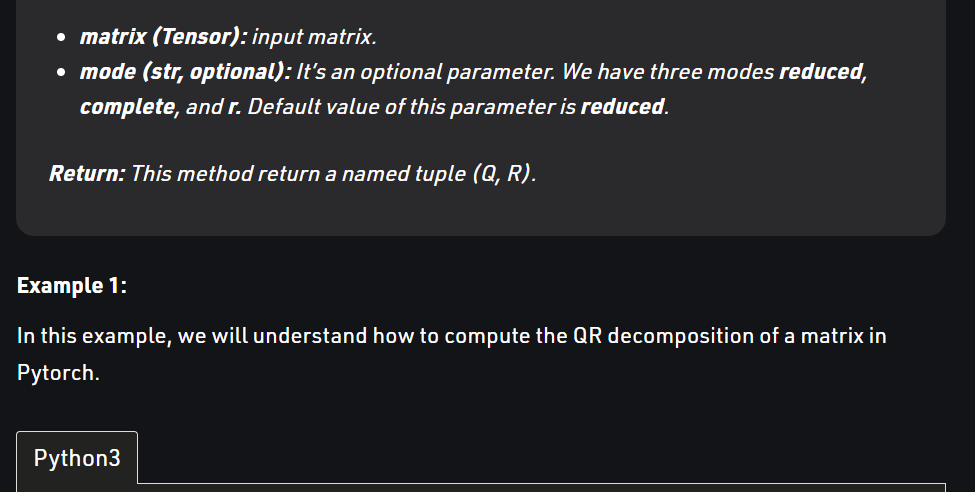 • matrix (Tensor): input matrix.
• mode (str, optional): It’s an optional parameter. We have three modes reduced,
complete, and r. Default value of this parameter is reduced.
Return: This method return a named tuple (Q, R).
Example 1:
In this example, we will understand how to compute the QR decomposition of a matrix in
Pytorch.
Python3